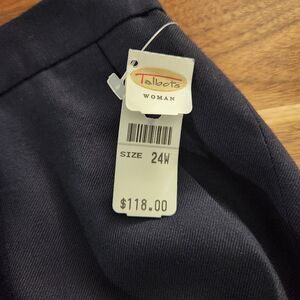 Talbots
WOMAN
SIZE 24W
$118.00